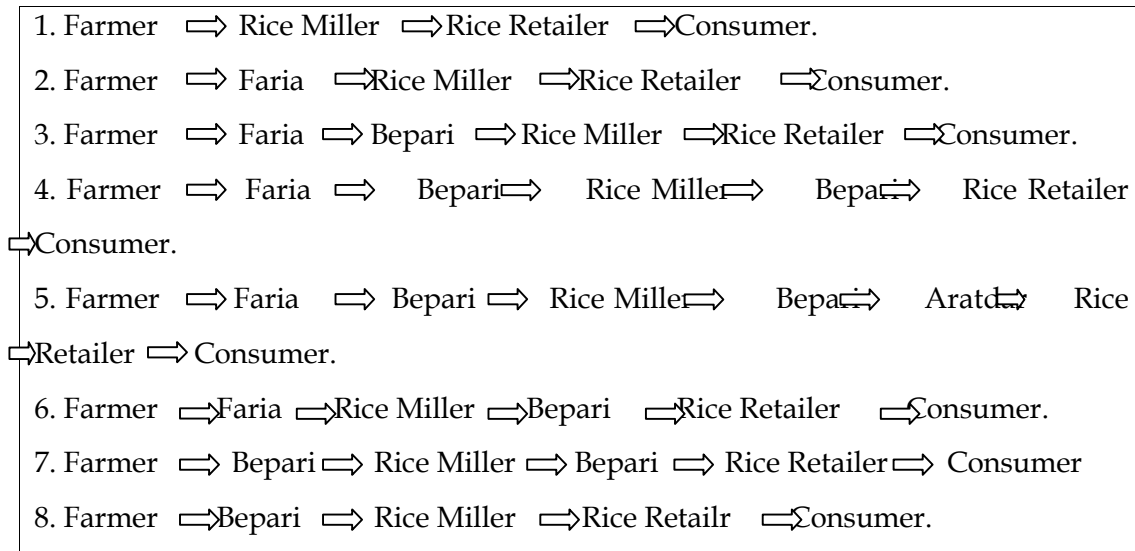 1. Farmer ⇨ Rice Miller ⇨ Rice Retailer ⇨ Consumer.
2. Farmer ⇨ Faria ⇨ Rice Miller ⇨ Rice Retailer ⇨ Consumer.
3. Farmer ⇨ Faria ⇨ Bepari ⇨ Rice Miller ⇨ Rice Retailer ⇨ Consumer.
4. Farmer ⇨ Faria ⇨ Bepari ⇨ Rice Miller ⇨ Bepari ⇨ Rice Retailer
⇨ Consumer.
5. Farmer ⇨ Faria ⇨ Bepari ⇨ Rice Miller ⇨ Bepari ⇨ Aratdar ⇨ Rice
⇨ Retailer ⇨ Consumer.
6. Farmer ⇨ Faria ⇨ Rice Miller ⇨ Bepari ⇨ Rice Retailer ⇨ Consumer.
7. Farmer ⇨ Bepari ⇨ Rice Miller ⇨ Bepari ⇨ Rice Retailer ⇨ Consumer
8. Farmer ⇨ Bepari ⇨ Rice Miller ⇨ Rice Retailr ⇨ Consumer.